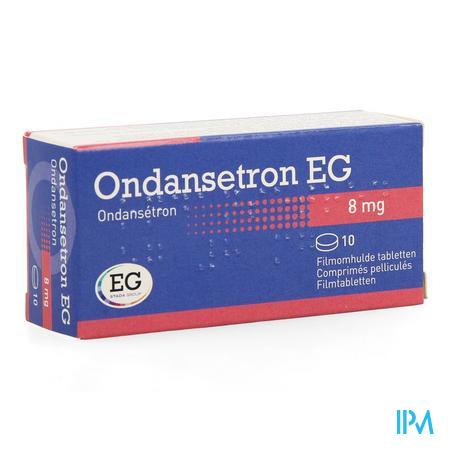 Ondansetron EG
Ondansétron
8 mg
10
Filmomhulde tabletten
Comprimés pelliculés
Filmtabletten
EG
STADA GROUP
Ondansetron EG
8 mg
10
IPM